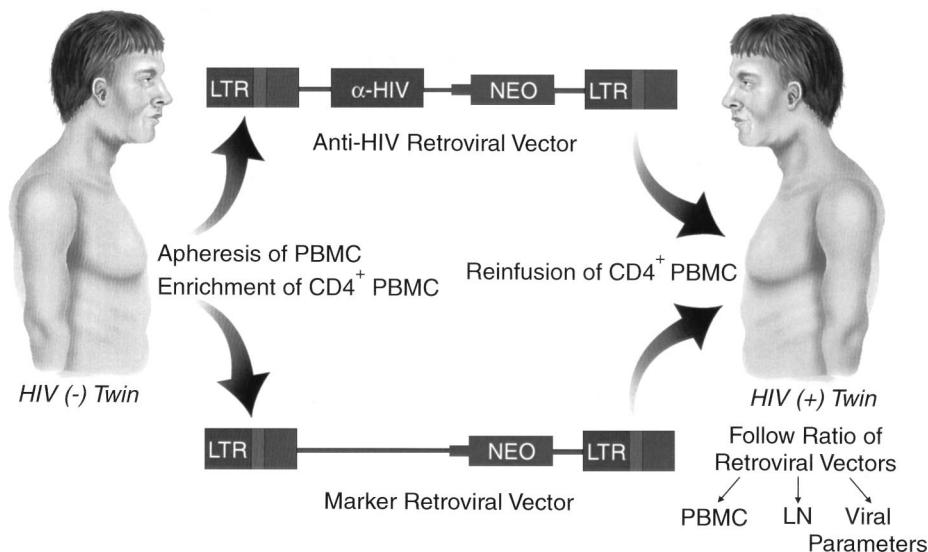 LTR α-HIV NEO LTR
Anti-HIV Retroviral Vector
Apheresis of PBMC
Enrichment of CD4+ PBMC
Reinfusion of CD4+ PBMC
HIV (-) Twin
HIV (+) Twin
LTR NEO LTR
Marker Retroviral Vector
Follow Ratio of
Retroviral Vectors
PBMC LN Viral
Parameters